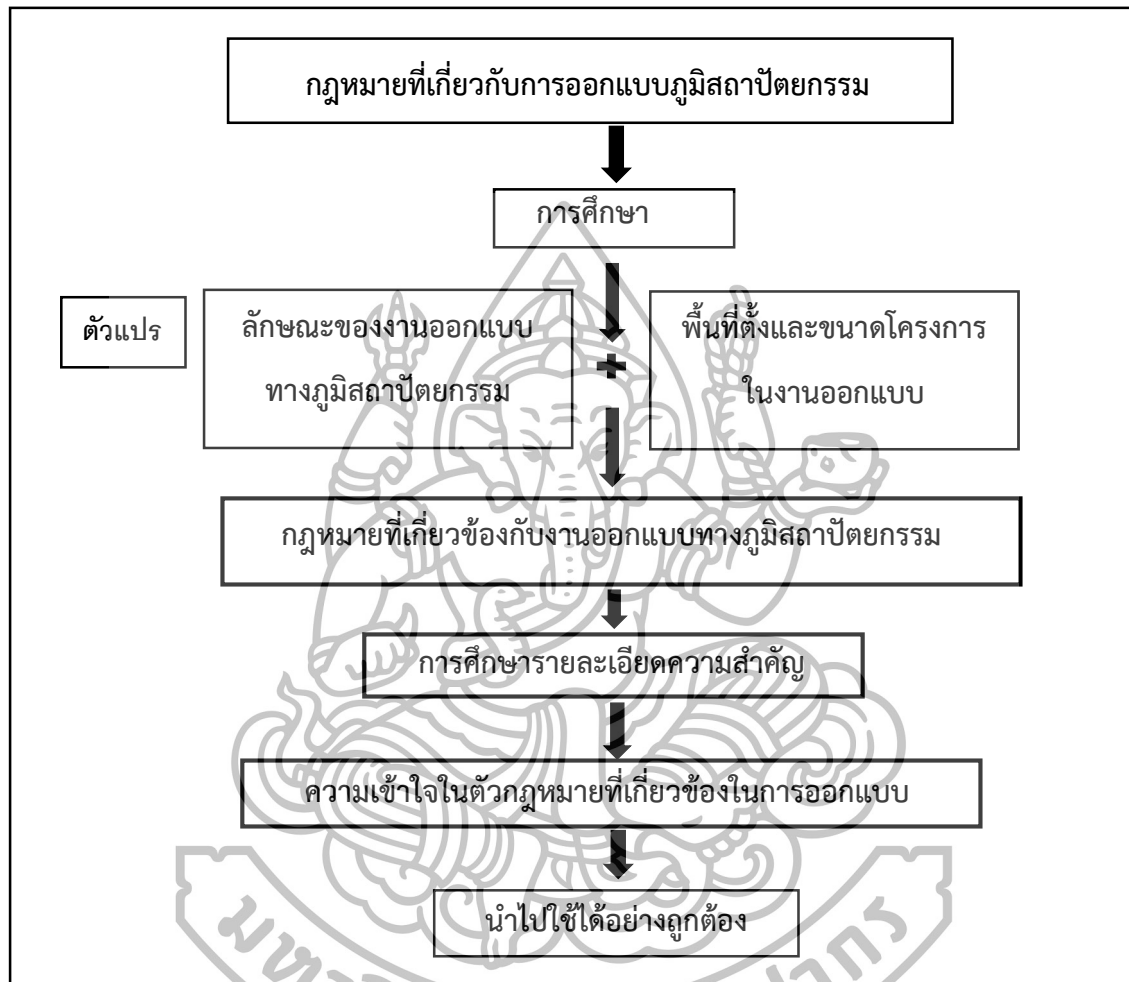 กฎหมายที่เกี่ยวกับการออกแบบภูมิสถาปัตยกรรม
การศึกษา
ตัวแปร
ลักษณะของงานออกแบบ
ทางภูมิสถาปัตยกรรม
+
พื้นที่ตั้งและขนาดโครงการ
ในงานออกแบบ
กฎหมายที่เกี่ยวข้องกับงานออกแบบทางภูมิสถาปัตยกรรม
การศึกษารายละเอียดความสำคัญ
ความเข้าใจในตัวกฎหมายที่เกี่ยวข้องในการออกแบบ
นำไปใช้ได้อย่างถูกต้อง